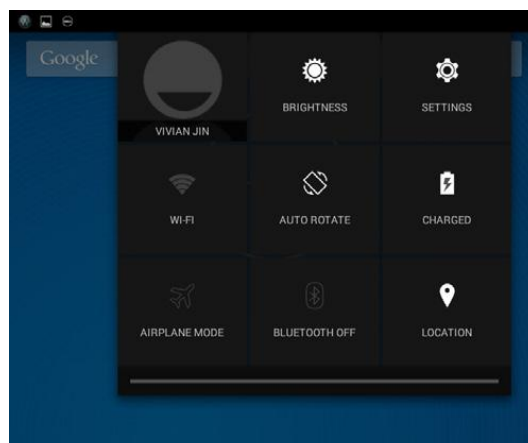 Google
VIVIAN JIN
BRIGHTNESS
SETTINGS
WI-FI
AUTO ROTATE
CHARGED
AIRPLANE MODE
BLUETOOTH OFF
LOCATION